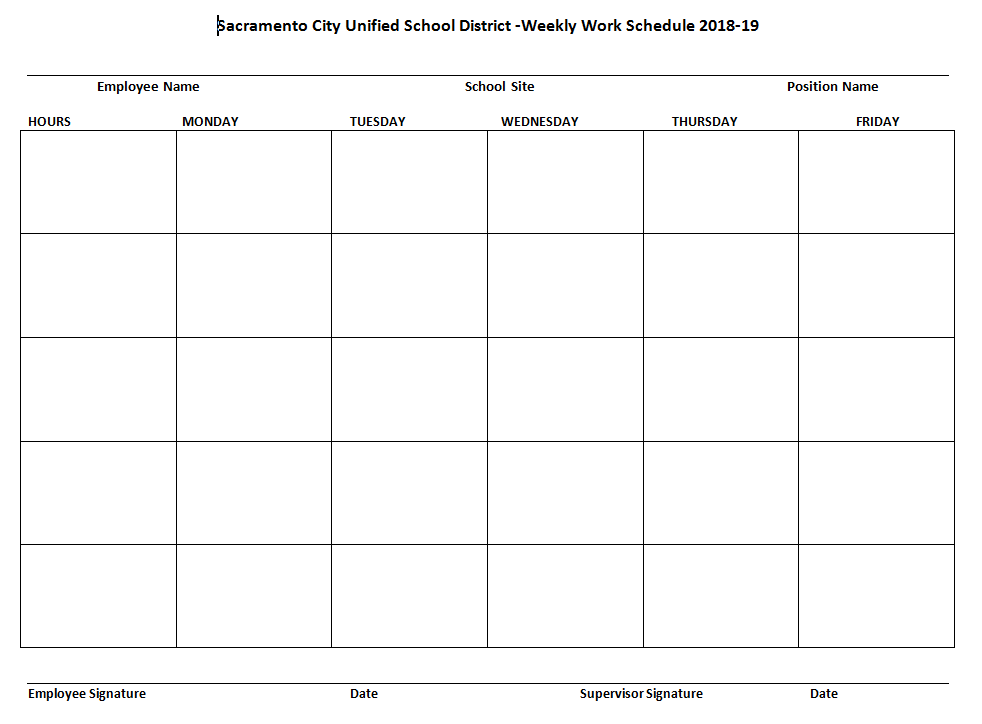 Sacramento City Unified School District -Weekly Work Schedule 2018-19
Employee Name School Site Position Name
HOURS MONDAY TUESDAY WEDNESDAY THURSDAY FRIDAY
Employee Signature Date Supervisor Signature Date